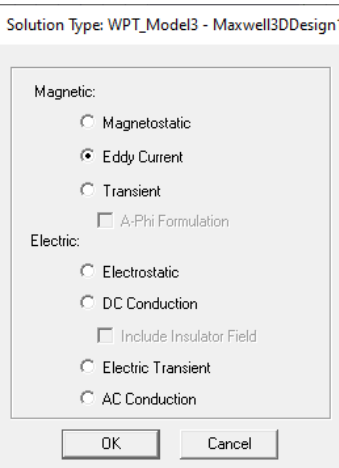 Solution Type: WPT_Model3 - Maxwell3DDesign1
Magnetic:
Magnetostatic
Eddy Current
Transient
A-Phi Formulation
Electric:
Electrostatic
DC Conduction
Include Insulator Field
Electric Transient
AC Conduction
OK Cancel